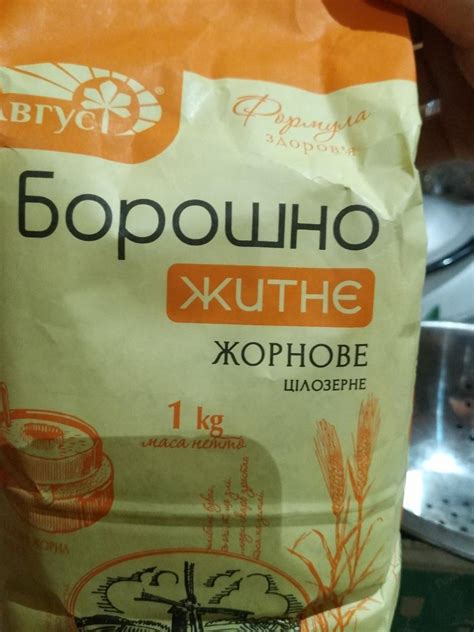 Август
®
Формула
здоров'я
Борошно
житнє
ЖОРНОВЕ
ЦІЛОЗЕРНЕ
1 kg
маса нетто